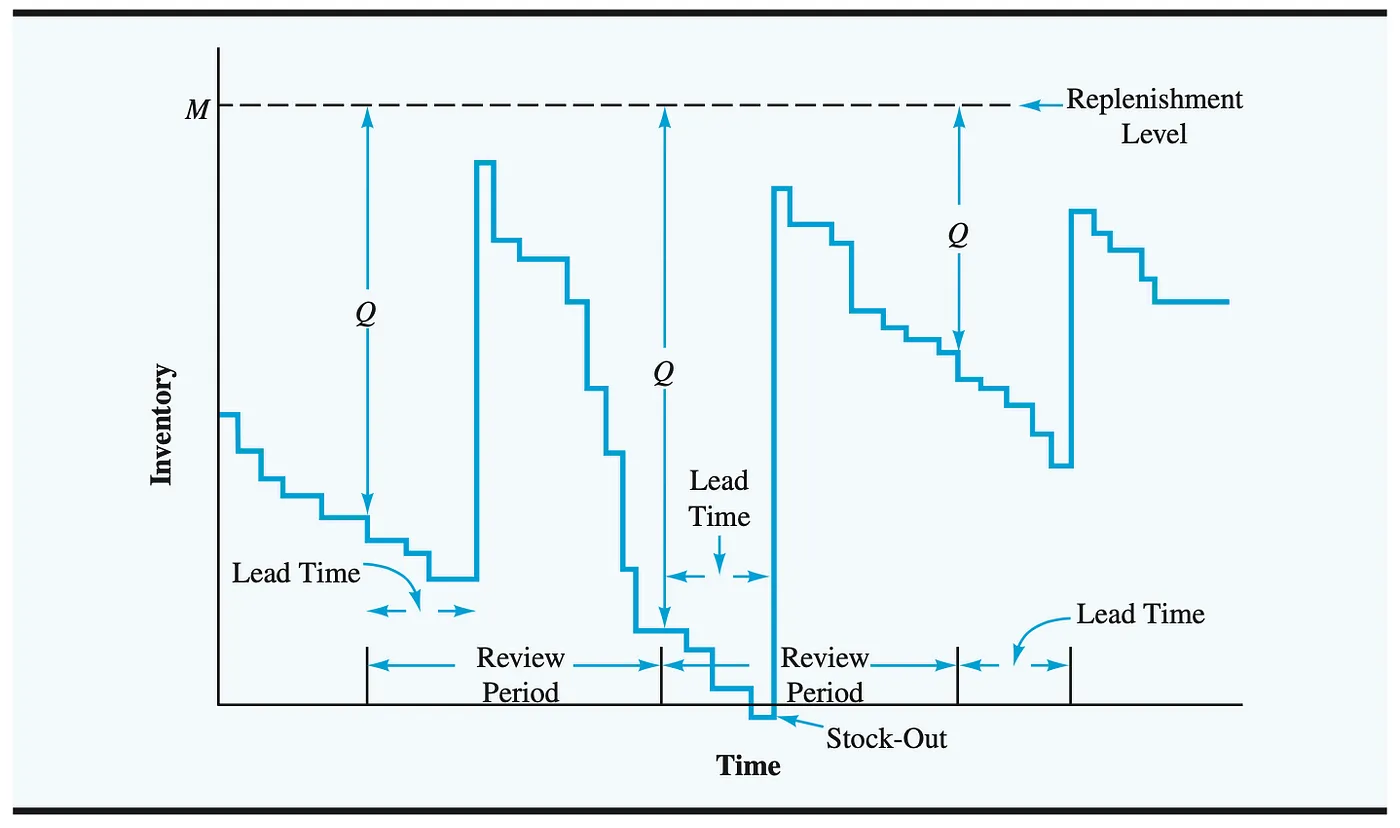 M
Replenishment
Level
Q
Q
Q
Inventory
Lead
Time
Lead Time
Lead Time
Review
Period
Review
Period
Stock-Out
Time